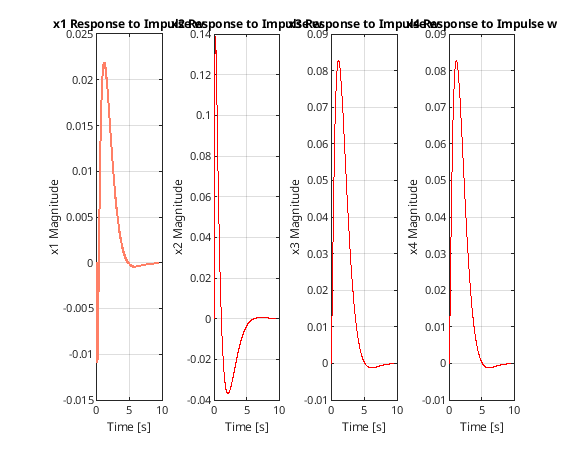 x1 Response to Impulse w
x2 Response to Impulse w
x3 Response to Impulse w
x4 Response to Impulse w
0.025
0.02
0.015
0.01
0.005
0
-0.005
-0.01
-0.015
x1 Magnitude
0 5 10
Time [s]
0.14
0.12
0.1
0.08
0.06
0.04
0.02
0
-0.02
-0.04
x2 Magnitude
0 5 10
Time [s]
0.09
0.08
0.07
0.06
0.05
0.04
0.03
0.02
0.01
0
-0.01
x3 Magnitude
0 5 10
Time [s]
0.09
0.08
0.07
0.06
0.05
0.04
0.03
0.02
0.01
0
-0.01
x4 Magnitude
0 5 10
Time [s]